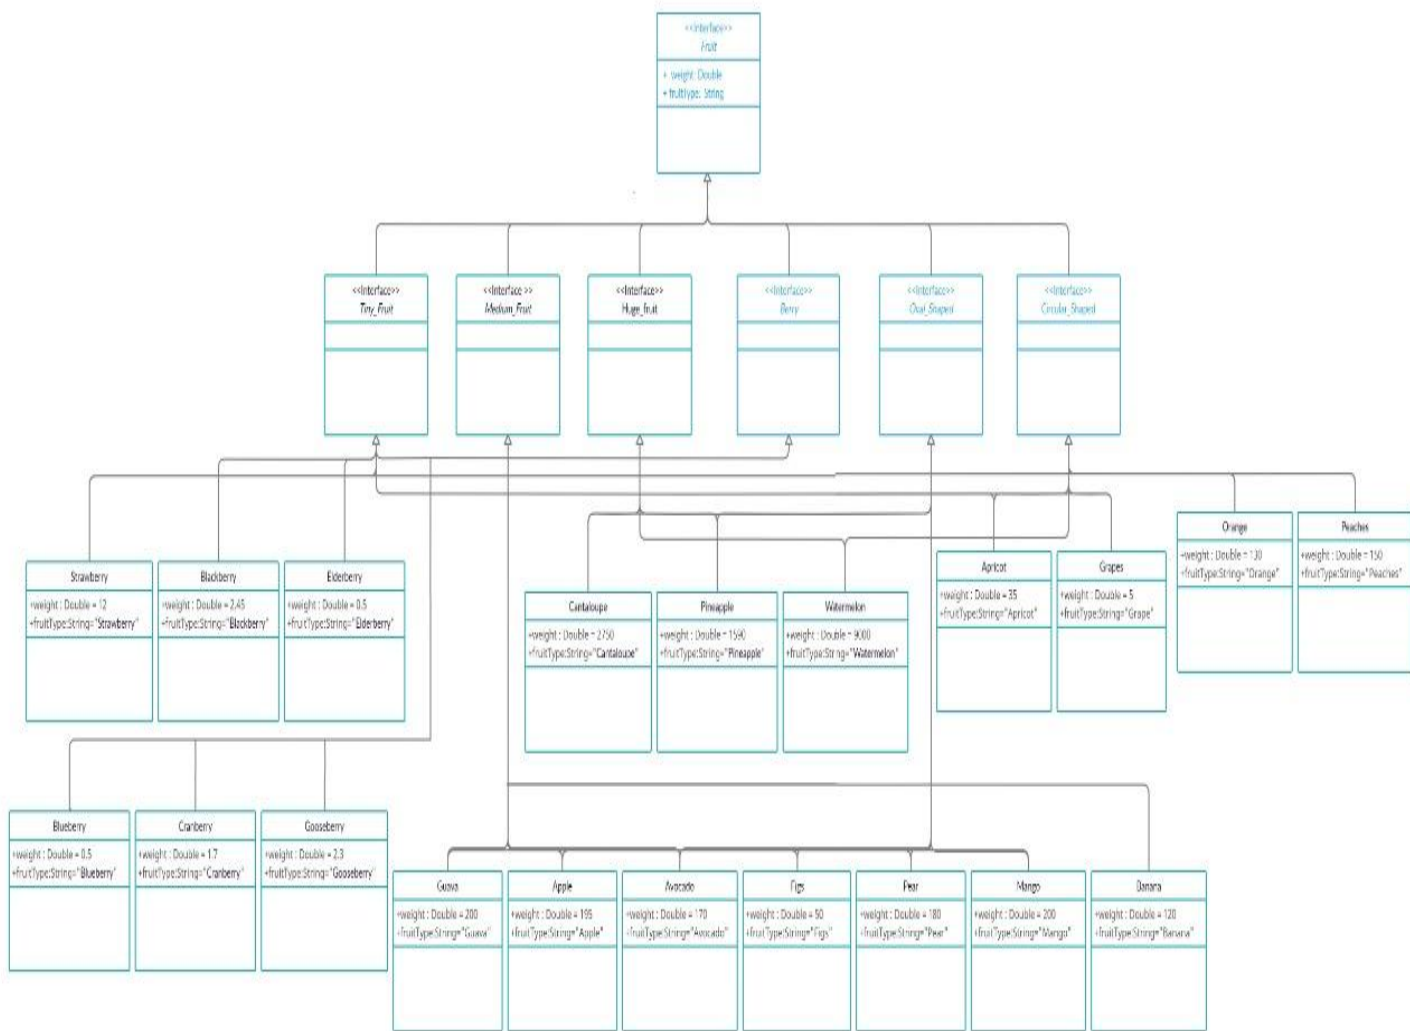 <<Interface>>
Fruit
+ weight: Double
+ fruitType: String
<<Interface>>
Tiny_Fruit
<<Interface >>
Medium_Fruit
<<Interface>>
Huge_fruit
<<Interface>>
Berry
<<Interface>>
Oval_Shaped
<<Interface>>
Circular_Shaped
Orange
+weight : Double = 130
+fruitType:String="Orange"
Peaches
+weight : Double = 150
+fruitType:String="Peaches"
Strawberry
+weight : Double = 12
+fruitType:String="Strawberry"
Blackberry
+weight : Double = 2.45
+fruitType:String="Blackberry"
Elderberry
+weight : Double = 0.5
+fruitType:String="Elderberry"
Apricot
+weight : Double = 35
+fruitType:String="Apricot"
Grapes
+weight : Double = 5
+fruitType:String="Grape"
Cantaloupe
+weight : Double = 2750
+fruitType:String="Cantaloupe"
Pineapple
+weight : Double = 1590
+fruitType:String="Pineapple"
Watermelon
+weight : Double = 9000
+fruitType:String="Watermelon"
Blueberry
+weight : Double = 0.5
+fruitType:String="Blueberry"
Cranberry
+weight : Double = 1.7
+fruitType:String="Cranberry"
Gooseberry
+weight : Double = 2.3
+fruitType:String="Gooseberry"
Guava
+weight : Double = 200
+fruitType:String="Guava"
Apple
+weight : Double = 195
+fruitType:String="Apple"
Avocado
+weight : Double = 170
+fruitType:String="Avocado"
Figs
+weight : Double = 50
+fruitType:String="Figs"
Pear
+weight : Double = 180
+fruitType:String="Pear"
Mango
+weight : Double = 200
+fruitType:String="Mango"
Banana
+weight : Double = 120
+fruitType:String="Banana"